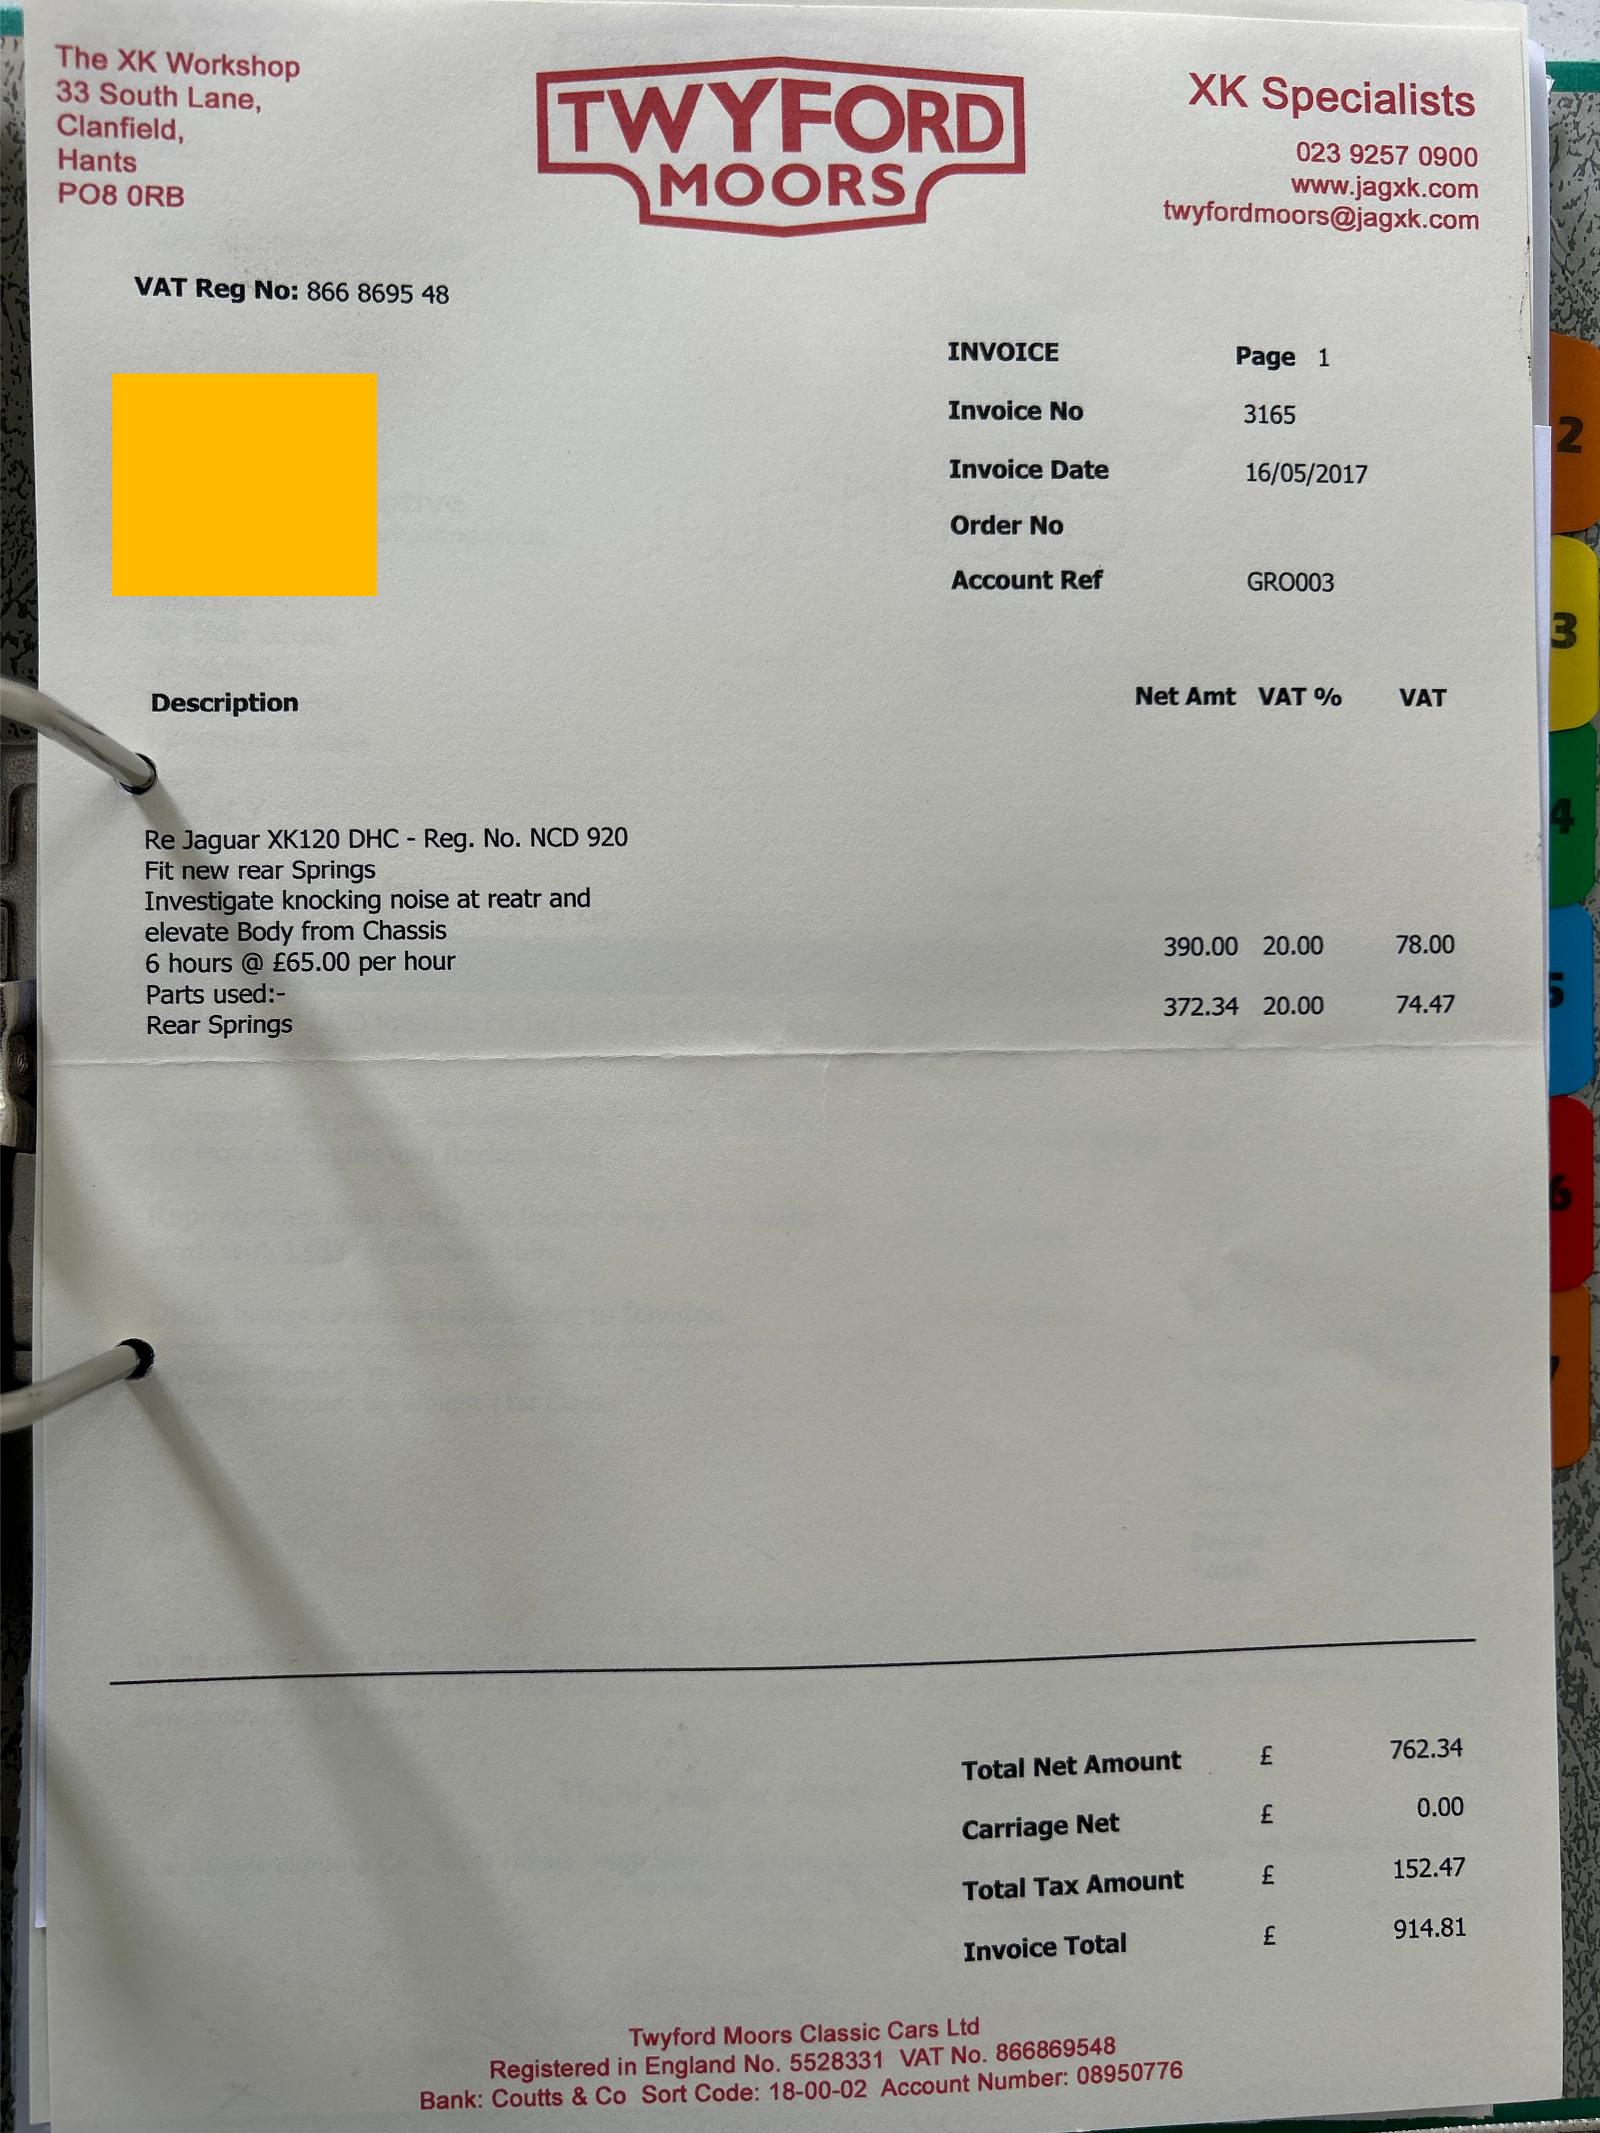 The XK Workshop
33 South Lane,
Clanfield,
Hants
PO8 0RB
TWYFORD
MOORS
XK Specialists
023 9257 0900
www.jagxk.com
twyfordmoors@jagxk.com
VAT Reg No: 866 8695 48
INVOICE Page 1
Invoice No 3165
Invoice Date 16/05/2017
Order No
Account Ref GRO003
Description Net Amt VAT % VAT
Re Jaguar XK120 DHC - Reg. No. NCD 920
Fit new rear Springs
Investigate knocking noise at reatr and
elevate Body from Chassis
6 hours @ £65.00 per hour 390.00 20.00 78.00
Parts used:-
Rear Springs 372.34 20.00 74.47
Total Net Amount £ 762.34
Carriage Net £ 0.00
Total Tax Amount £ 152.47
Invoice Total £ 914.81
Twyford Moors Classic Cars Ltd
Registered in England No. 5528331 VAT No. 866869548
Bank: Coutts & Co Sort Code: 18-00-02 Account Number: 08950776
2
3
4
5
6
7